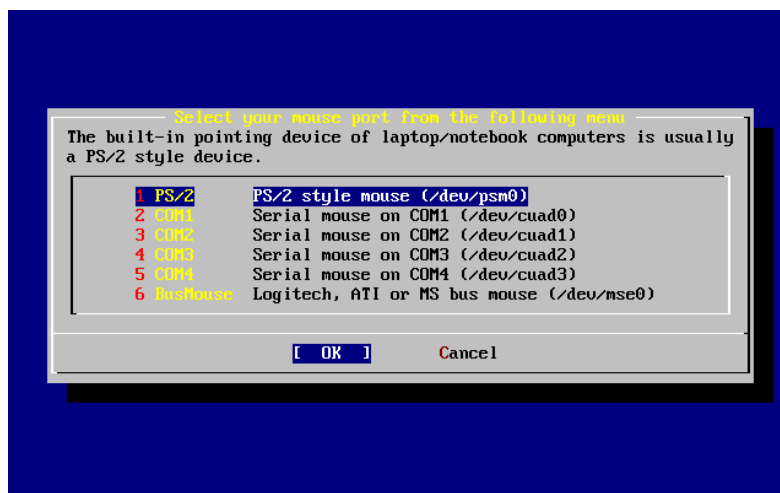 Select your mouse port from the following menu
The built-in pointing device of laptop/notebook computers is usually
a PS/2 style device.
1 PS/2 PS/2 style mouse (/dev/psm0)
2 COM1 Serial mouse on COM1 (/dev/cuad0)
3 COM2 Serial mouse on COM2 (/dev/cuad1)
4 COM3 Serial mouse on COM3 (/dev/cuad2)
5 COM4 Serial mouse on COM4 (/dev/cuad3)
6 BusMouse Logitech, ATI or MS bus mouse (/dev/mse0)
[ OK ] Cancel